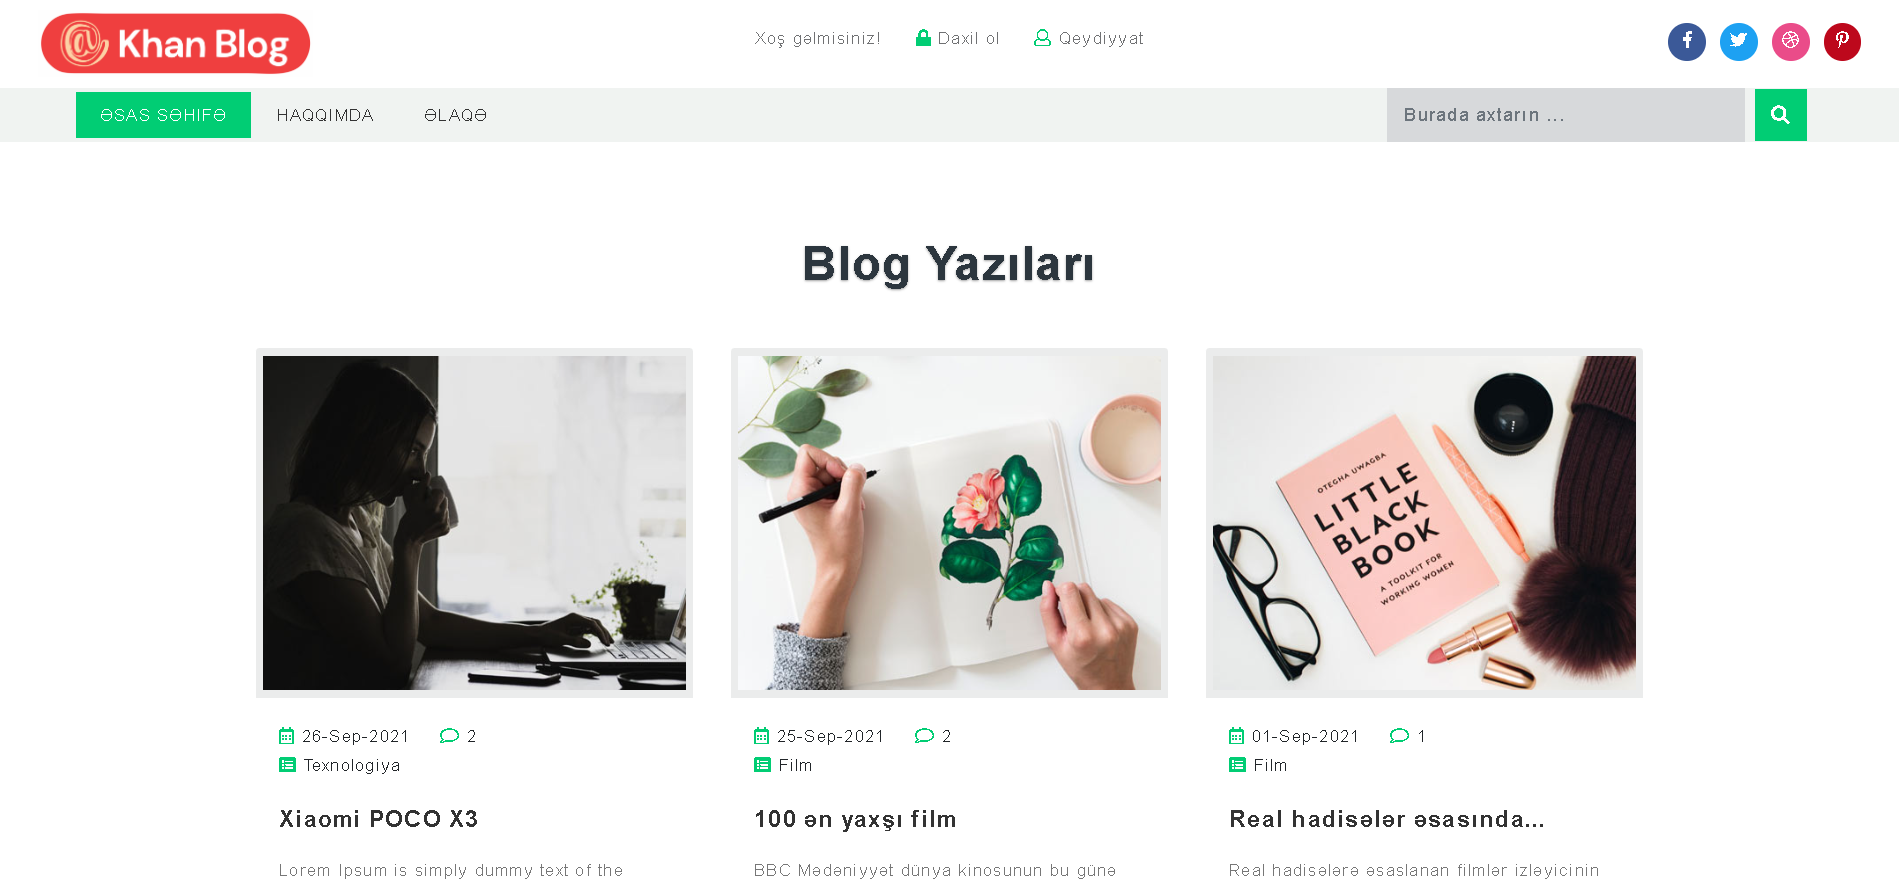 @ Khan Blog
Xoş gəlmisiniz! Daxil ol Qeydiyyat
ƏSAS SƏHIFƏ HAQQIMDA ƏLAQƏ Burada axtarın ...
Blog Yazıları
OTEGHA UWAGBA
LITTLE
BLACK
BOOK
A TOOLKIT FOR
WORKING WOMEN
26-Sep-2021 2
Texnologiya
Xiaomi POCO X3
Lorem Ipsum is simply dummy text of the
25-Sep-2021 2
Film
100 ən yaxşı film
BBC Mədəniyyət dünya kinosunun bu günə
01-Sep-2021 1
Film
Real hadisələr əsasında...
Real hadisələrə əsaslanan filmlər izləyicinin